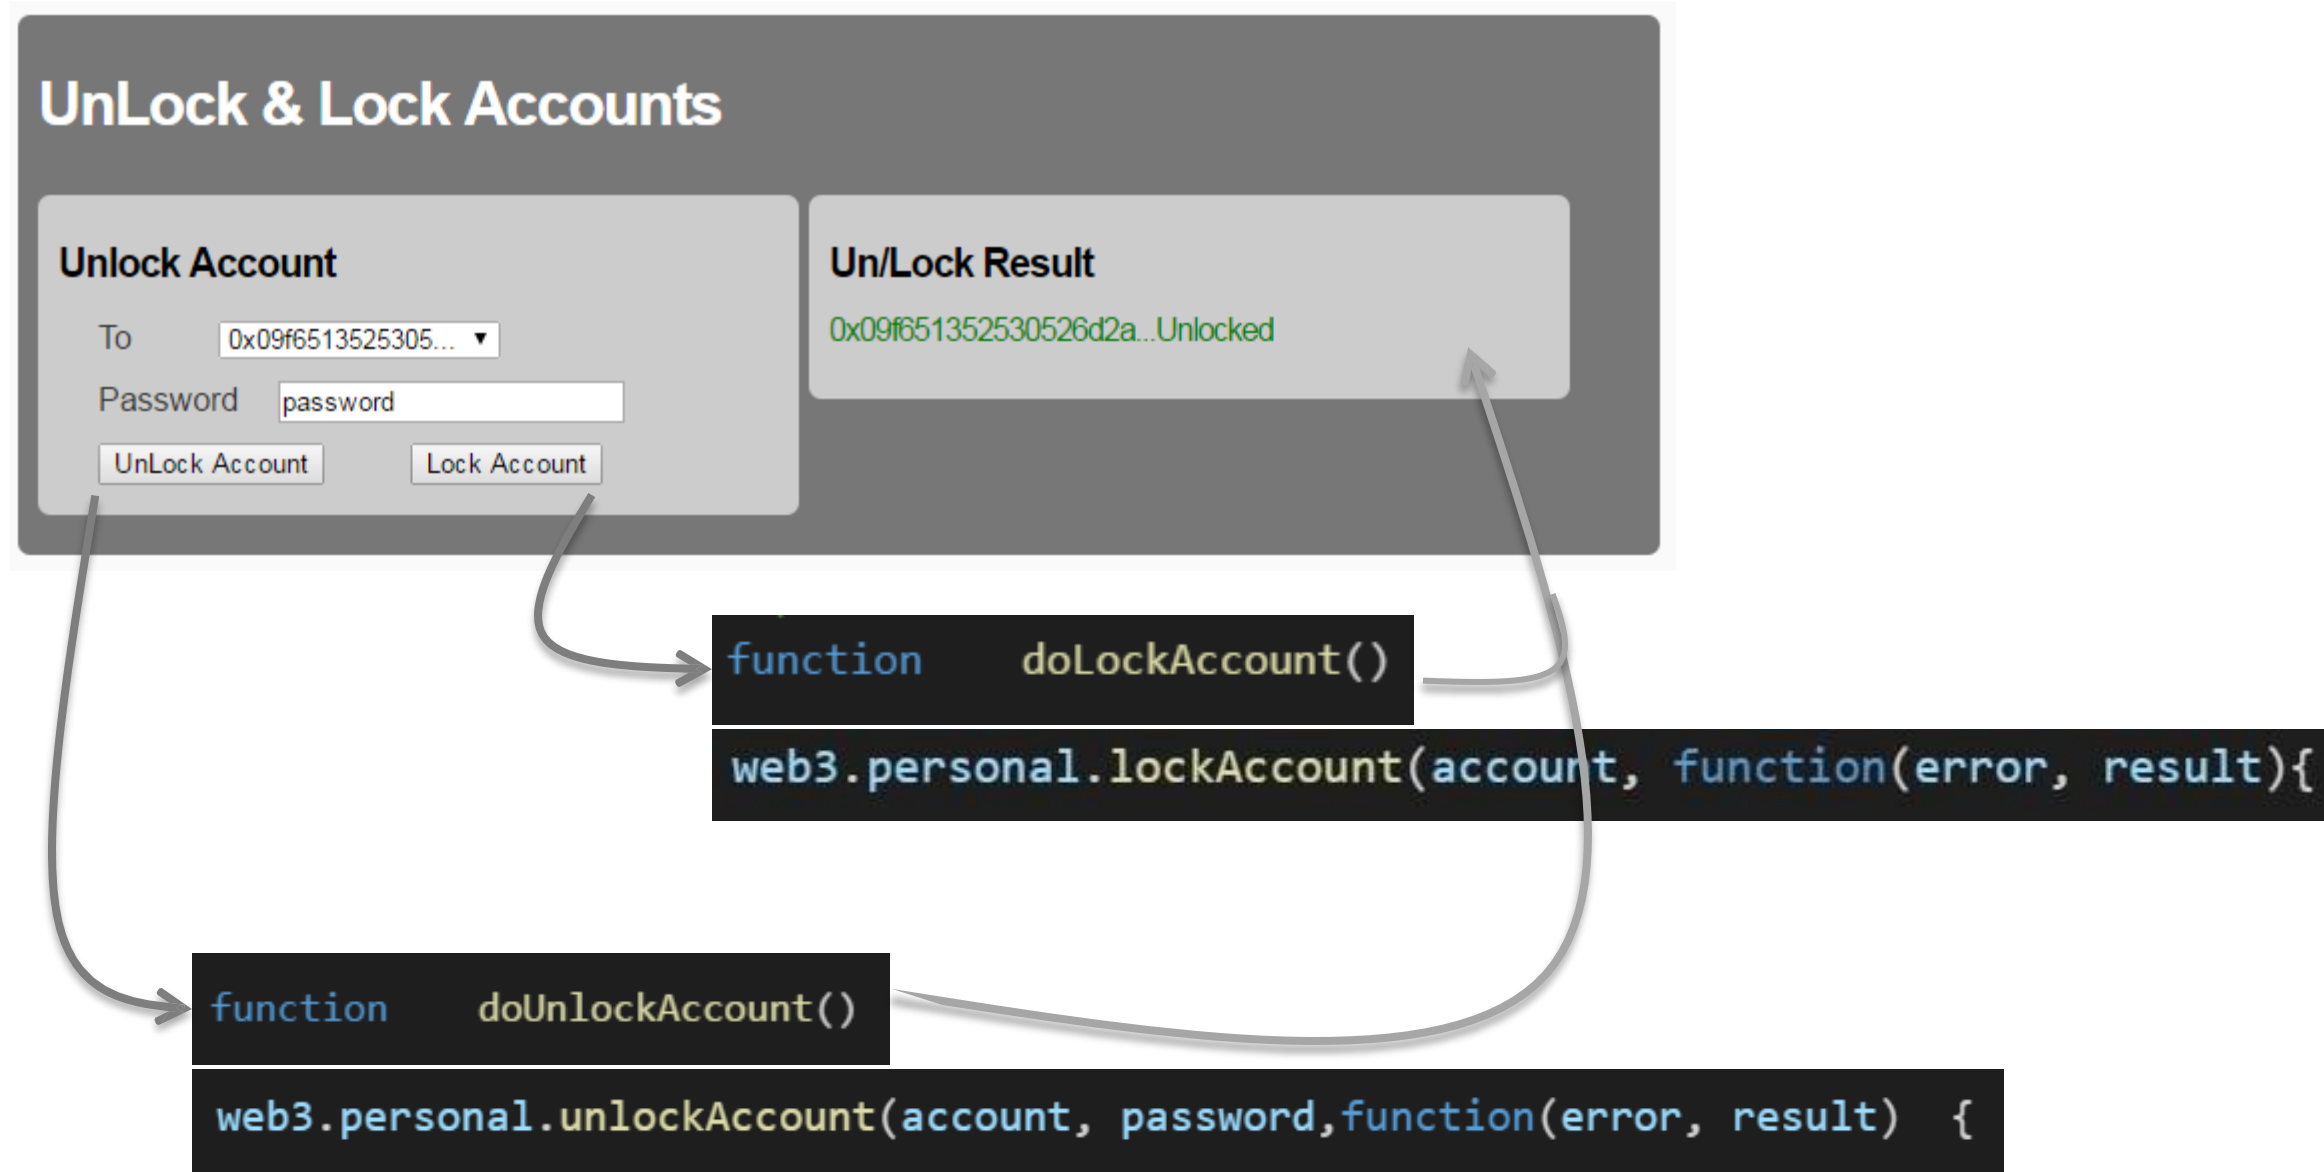 UnLock & Lock Accounts
Unlock Account
To 0x09f6513525305...
Password password
UnLock Account Lock Account
Un/Lock Result
0x09f651352530526d2a...Unlocked
function doLockAccount()
web3.personal.lockAccount(account, function(error, result){
function doUnlockAccount()
web3.personal.unlockAccount(account, password,function(error, result) {